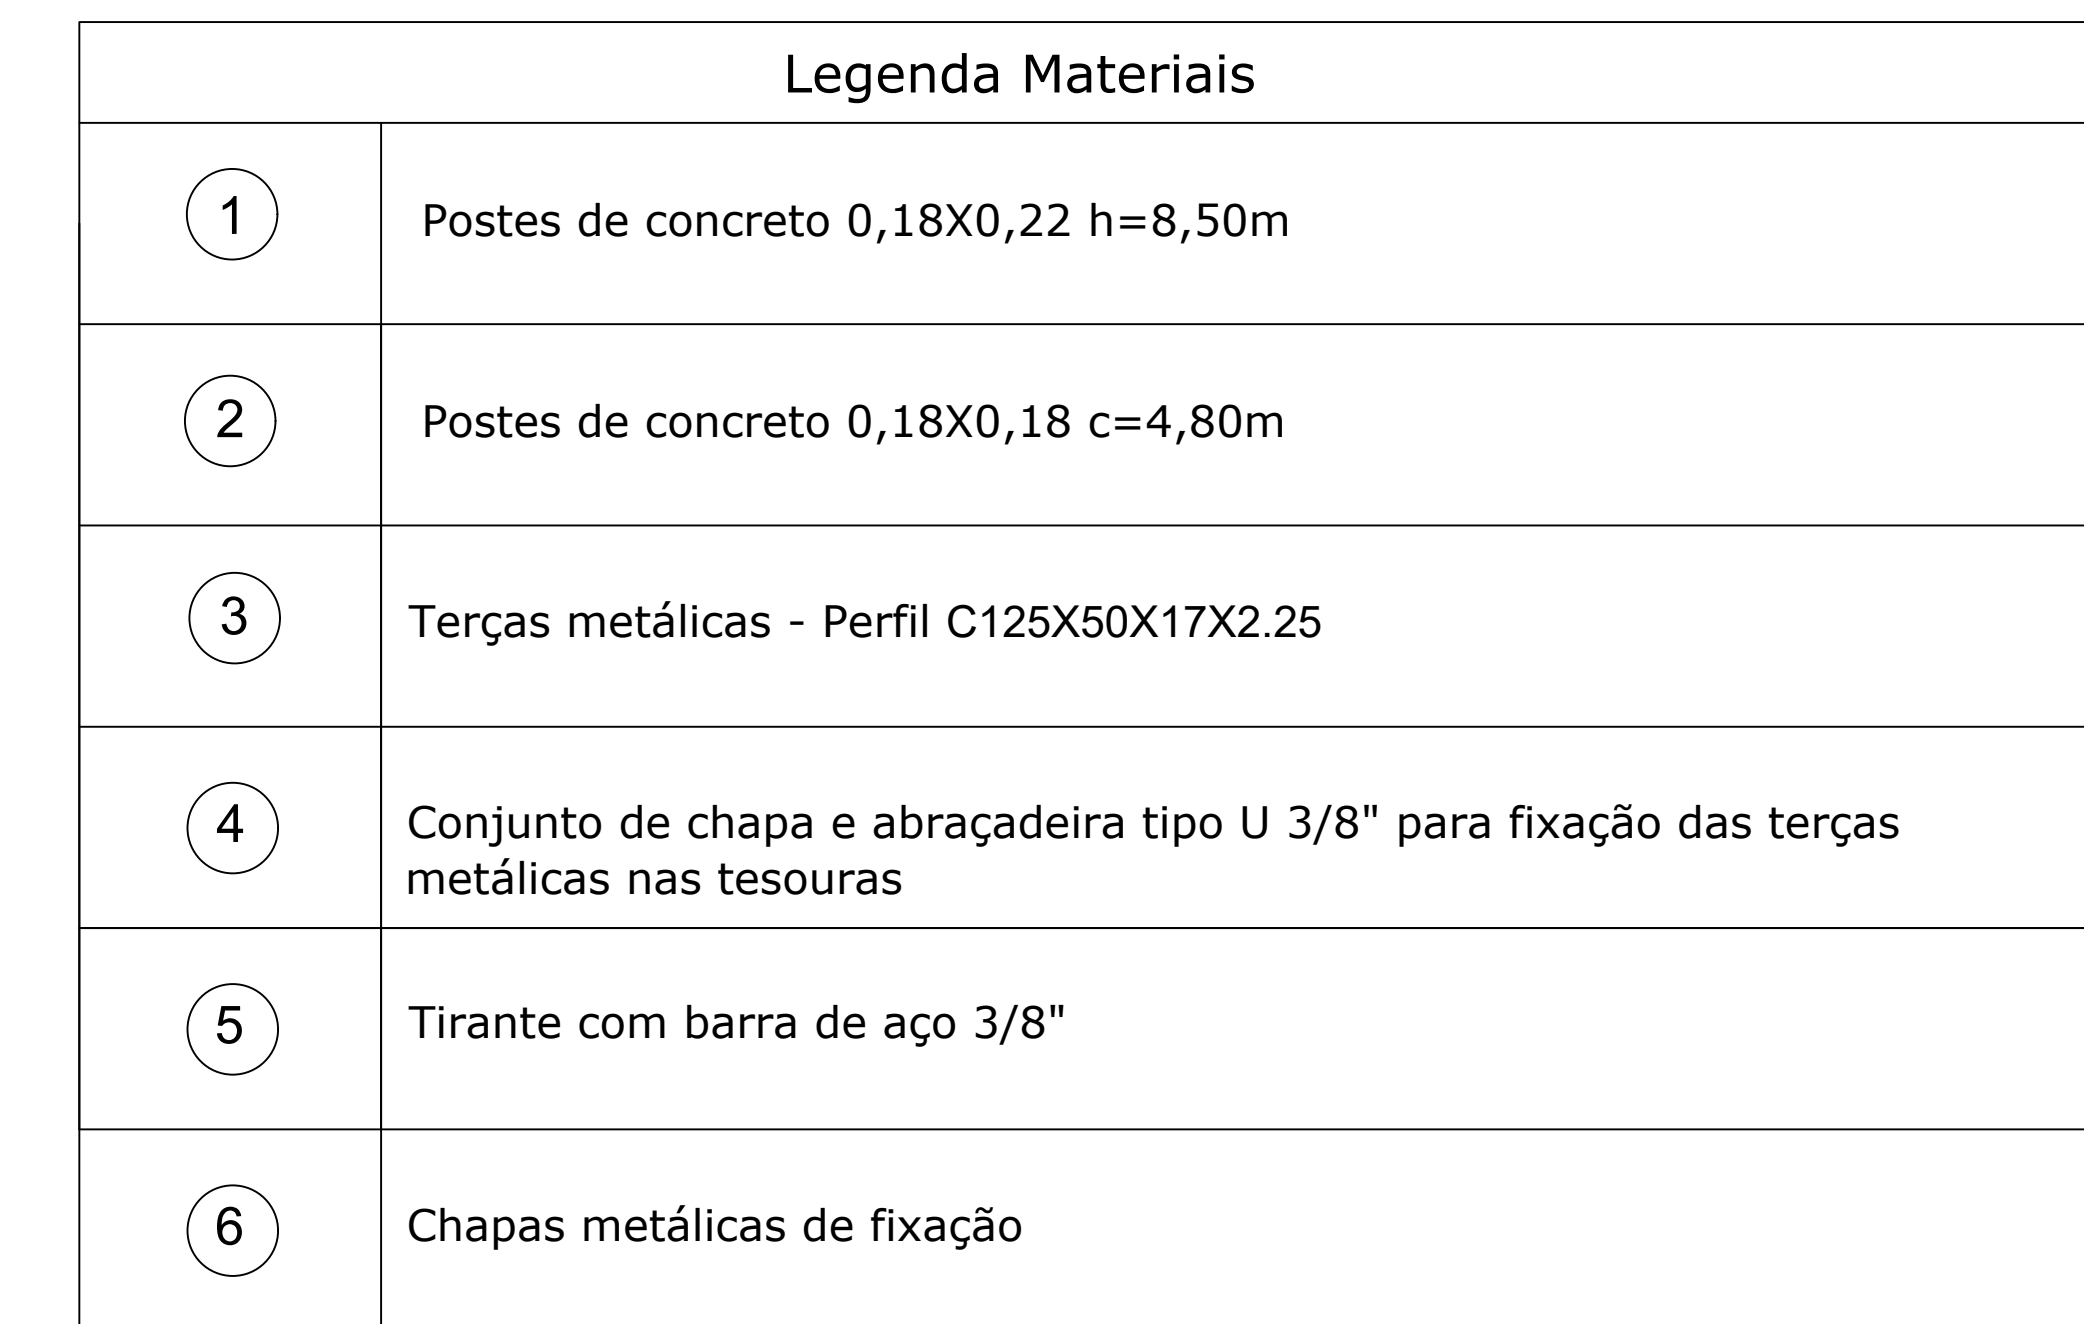 Legenda Materiais
1
Postes de concreto 0,18X0,22 h=8,50m
2
Postes de concreto 0,18X0,18 c=4,80m
3
Terças metálicas - Perfil C125X50X17X2.25
4
Conjunto de chapa e abraçadeira tipo U 3/8" para fixação das terças
metálicas nas tesouras
5
Tirante com barra de aço 3/8"
6
Chapas metálicas de fixação